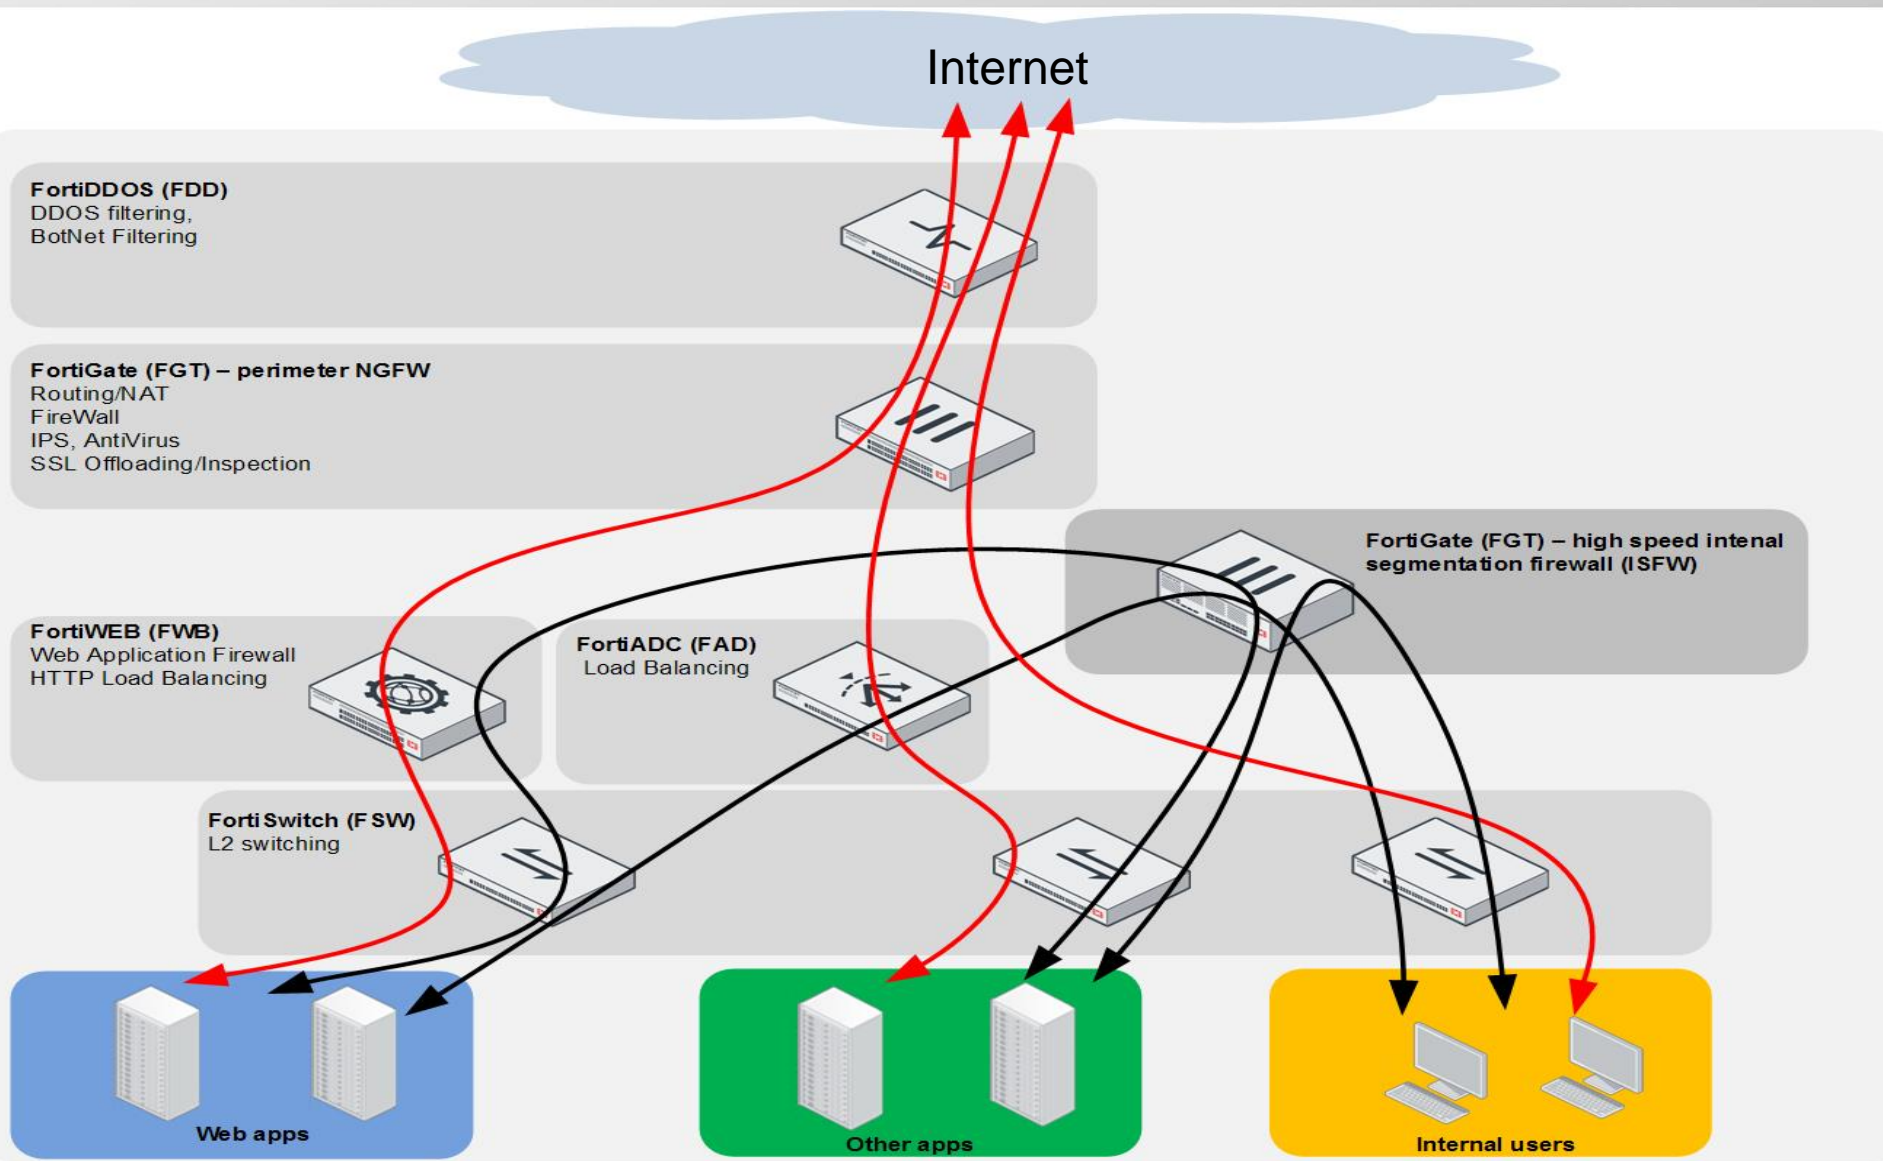 Internet
FortiDDOS (FDD)
DDOS filtering,
BotNet Filtering
FortiGate (FGT) – perimeter NGFW
Routing/NAT
FireWall
IPS, AntiVirus
SSL Offloading/Inspection
FortiGate (FGT) – high speed intenal
segmentation firewall (ISFW)
FortiWEB (FWB)
Web Application Firewall
HTTP Load Balancing
FortiADC (FAD)
Load Balancing
FortiSwitch (FSW)
L2 switching
Web apps
Other apps
Internal users